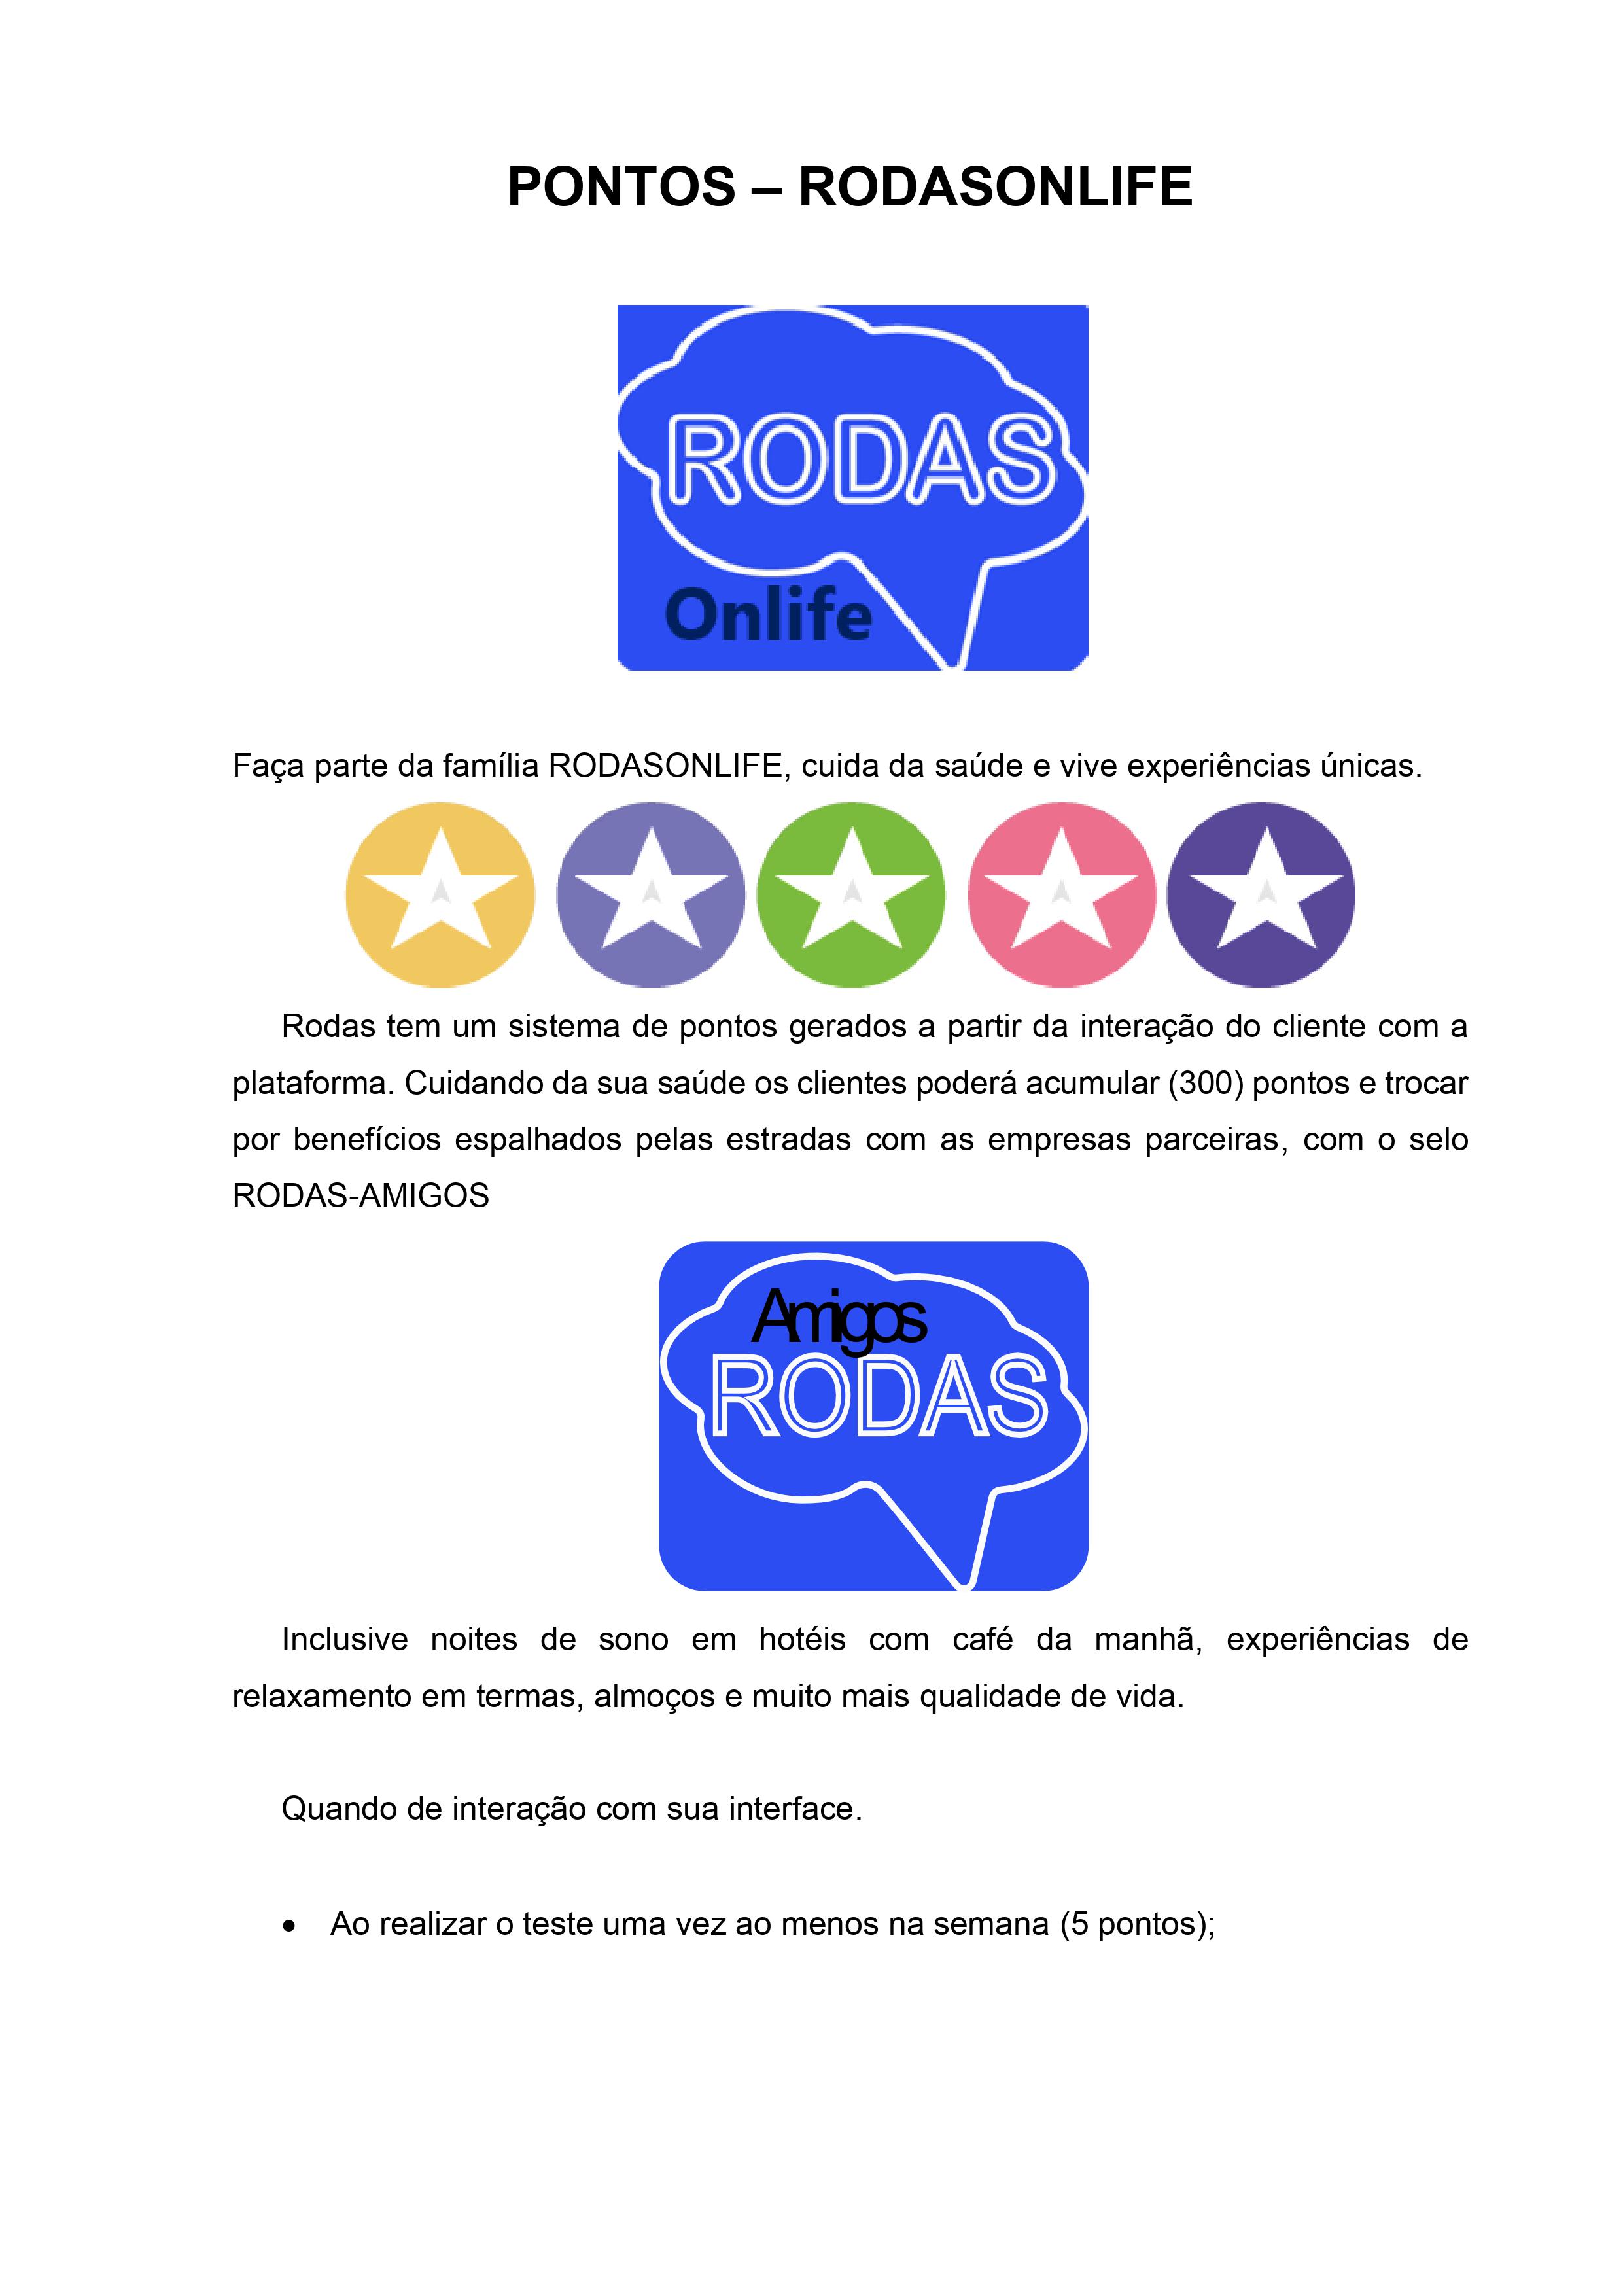 PONTOS – RODASONLIFE
RODAS
Onlife
Faça parte da família RODASONLIFE, cuida da saúde e vive experiências únicas.
Rodas tem um sistema de pontos gerados a partir da interação do cliente com a
plataforma. Cuidando da sua saúde os clientes poderá acumular (300) pontos e trocar
por benefícios espalhados pelas estradas com as empresas parceiras, com o selo
RODAS-AMIGOS
Amigos
RODAS
Inclusive noites de sono em hotéis com café da manhã, experiências de
relaxamento em termas, almoços e muito mais qualidade de vida.
Quando de interação com sua interface.
• Ao realizar o teste uma vez ao menos na semana (5 pontos);